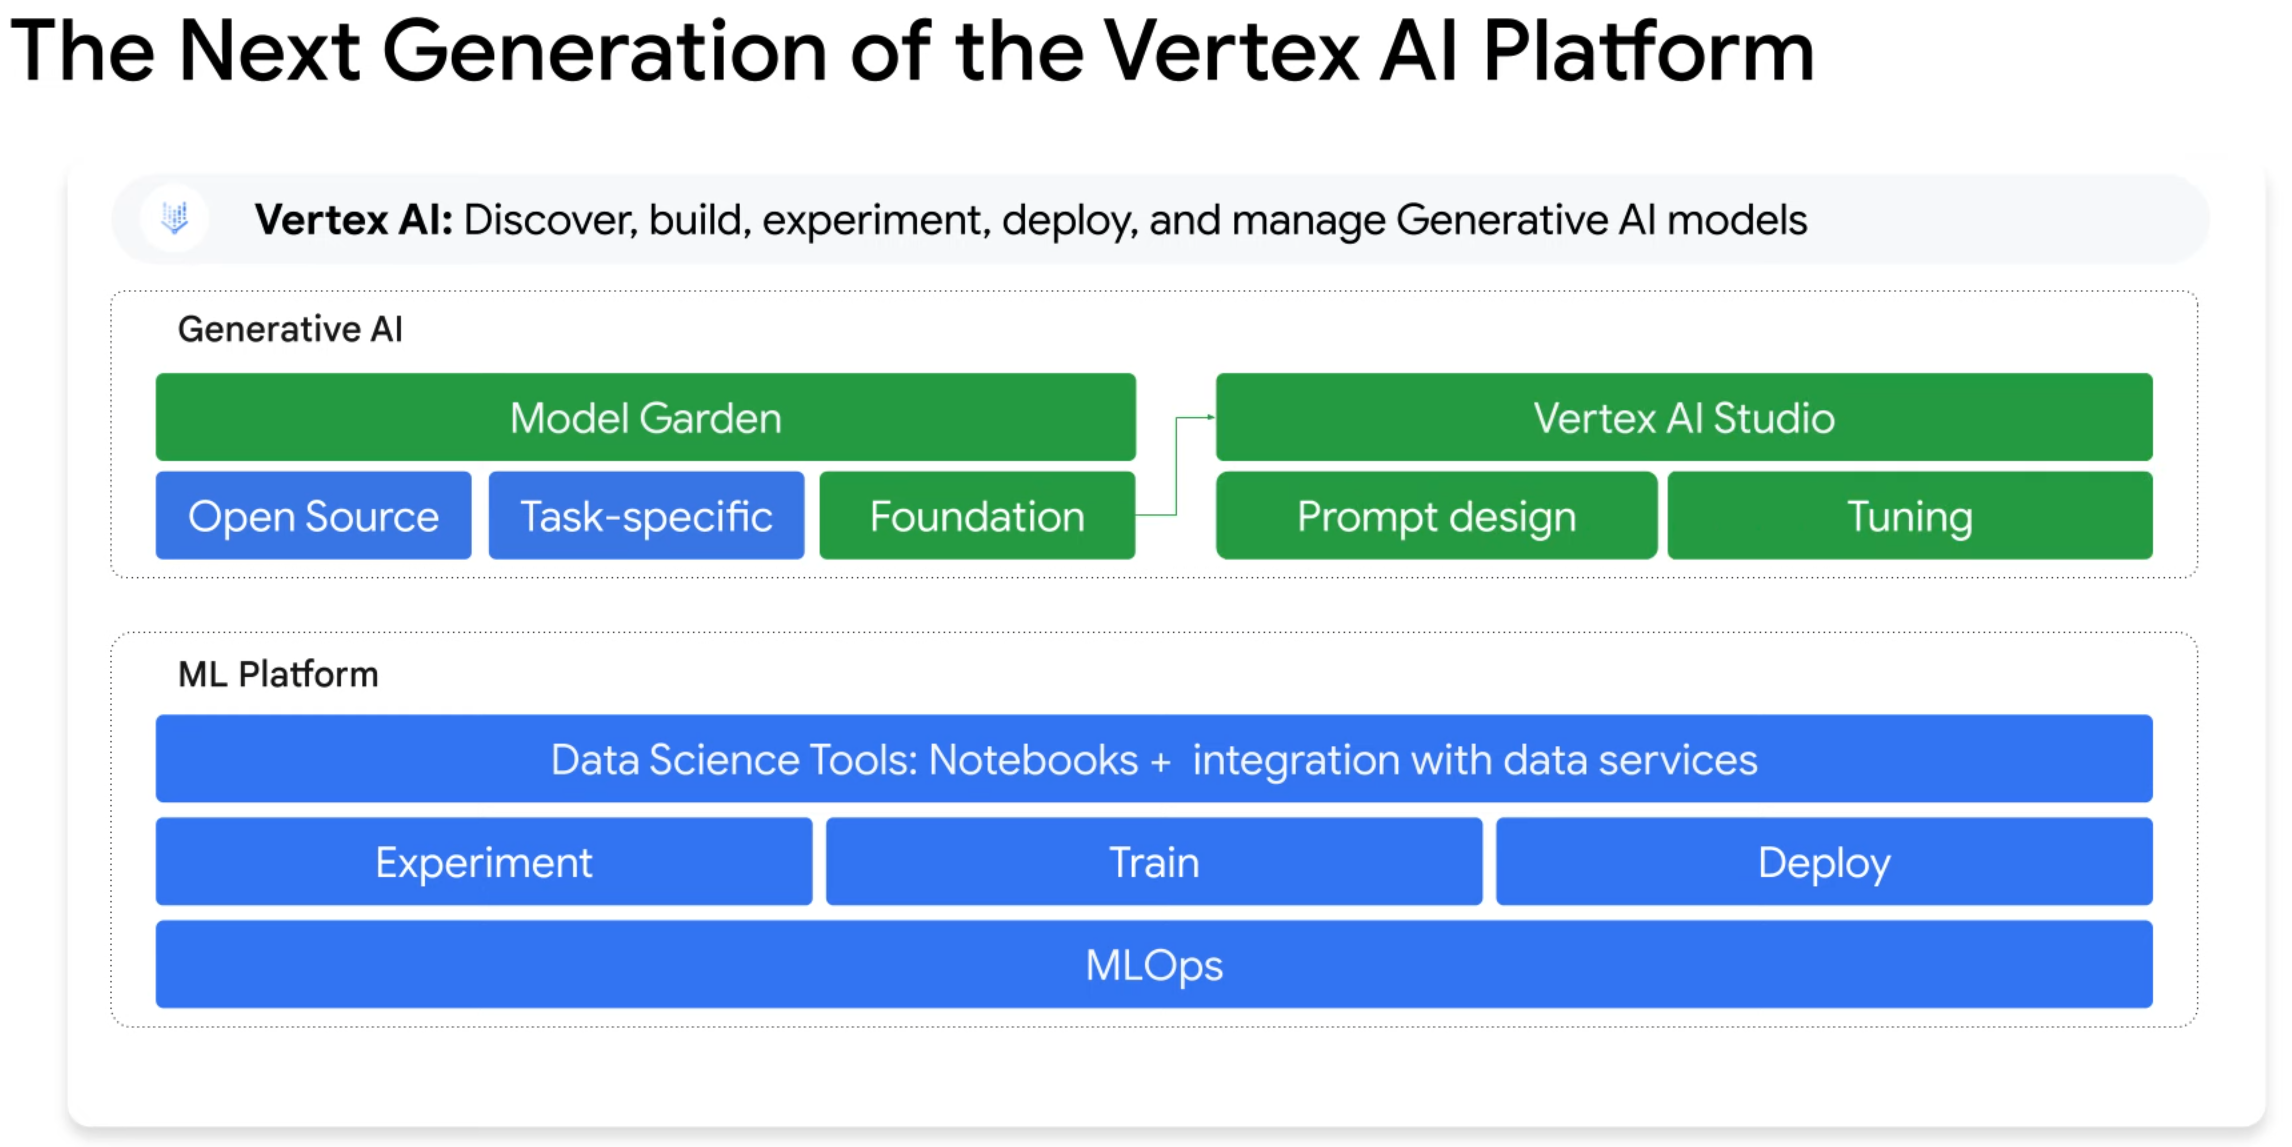 The Next Generation of the Vertex AI Platform
Vertex AI: Discover, build, experiment, deploy, and manage Generative AI models
Generative AI
Model Garden
Vertex AI Studio
Open Source
Task-specific
Foundation
Prompt design
Tuning
ML Platform
Data Science Tools: Notebooks + integration with data services
Experiment
Train
Deploy
MLOps